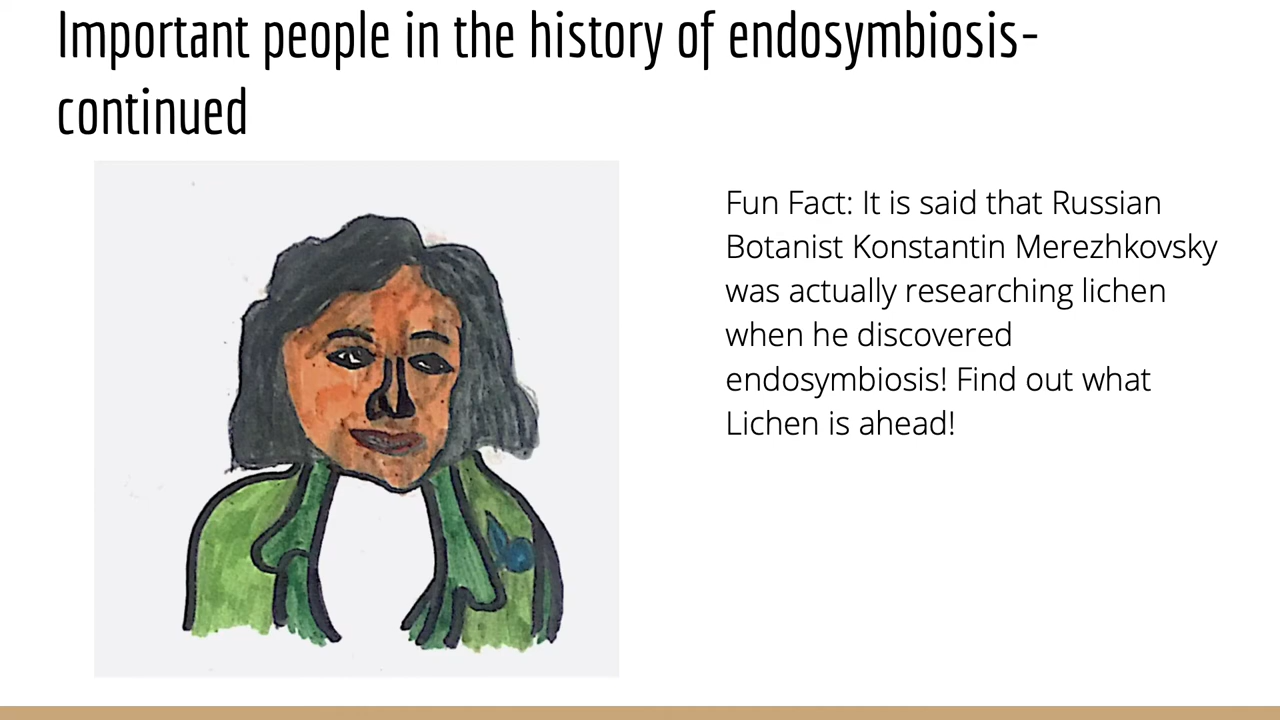 Important people in the history of endosymbiosis-
continued
Fun Fact: It is said that Russian
Botanist Konstantin Merezhkovsky
was actually researching lichen
when he discovered
endosymbiosis! Find out what
Lichen is ahead!